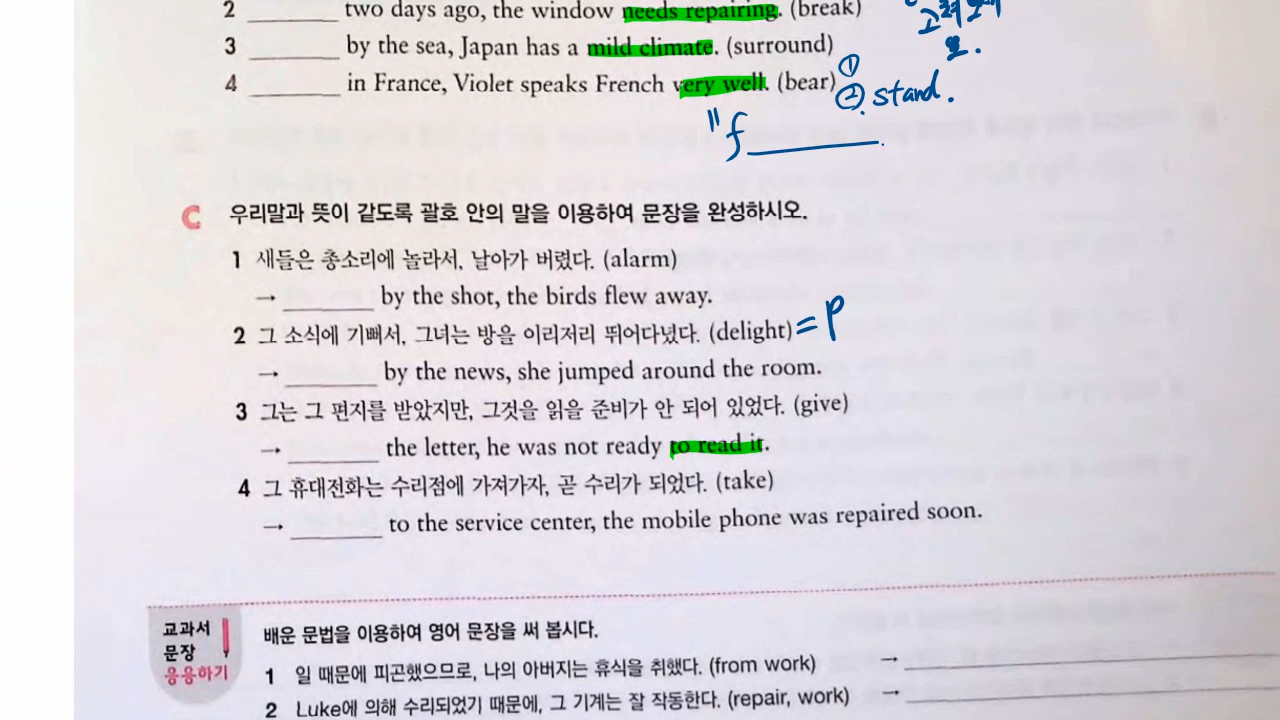 2 ________ two days ago, the window needs repairing. (break)
3 ________ by the sea, Japan has a mild climate. (surround)
4 ________ in France, Violet speaks French very well. (bear)
①
② stand.
"f________.
C 우리말과 뜻이 같도록 괄호 안의 말을 이용하여 문장을 완성하시오.
1 새들은 총소리에 놀라서, 날아가 버렸다. (alarm)
→ ________ by the shot, the birds flew away.
2 그 소식에 기뻐서, 그녀는 방을 이리저리 뛰어다녔다. (delight) = P
→ ________ by the news, she jumped around the room.
3 그는 그 편지를 받았지만, 그것을 읽을 준비가 안 되어 있었다. (give)
→ ________ the letter, he was not ready to read it.
4 그 휴대전화는 수리점에 가져가자, 곧 수리가 되었다. (take)
→ ________ to the service center, the mobile phone was repaired soon.
교과서
문장
응용하기
배운 문법을 이용하여 영어 문장을 써 봅시다.
1 일 때문에 피곤했으므로, 나의 아버지는 휴식을 취했다. (from work) →
2 Luke에 의해 수리되었기 때문에, 그 기계는 잘 작동한다. (repair, work) →